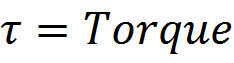 τ = Torque